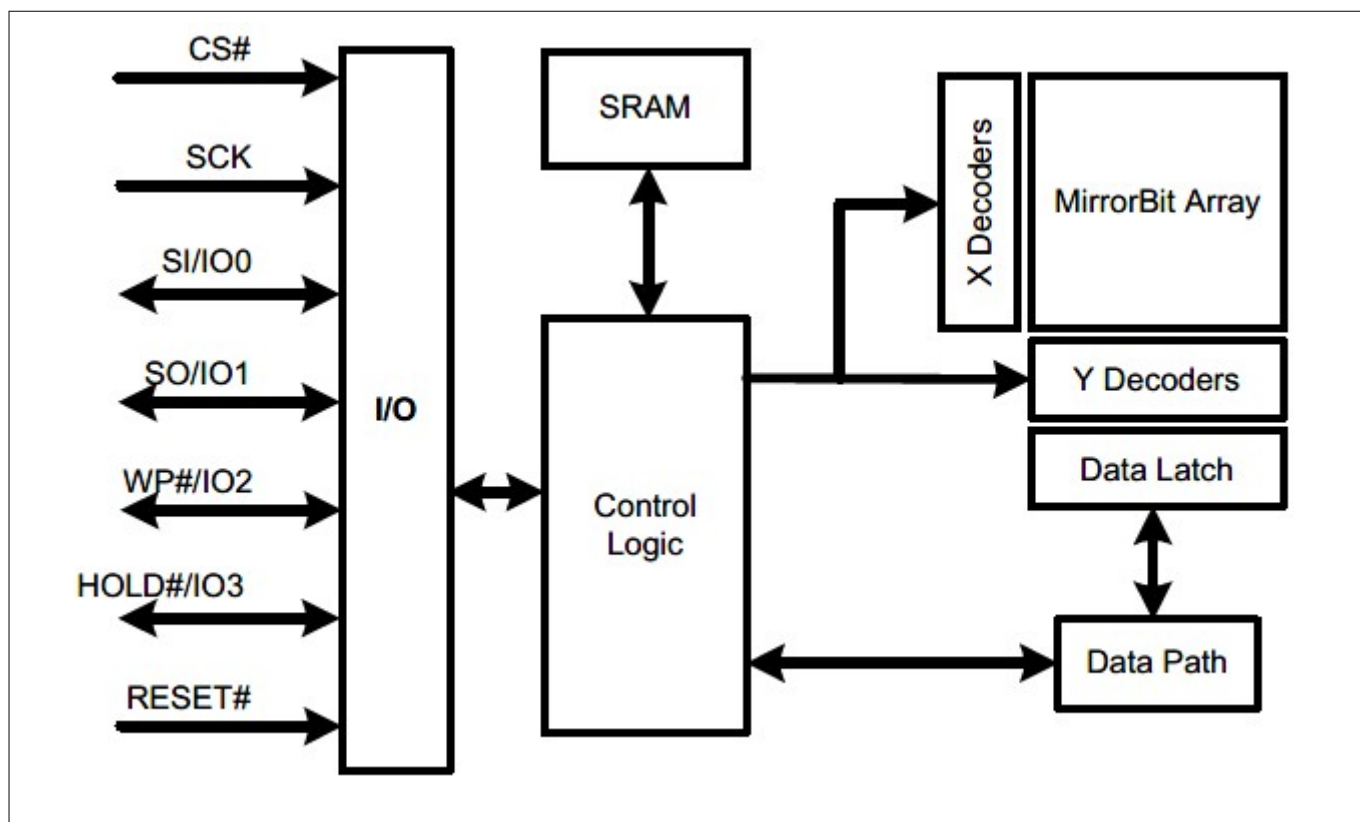 CS#
SCK
SI/IO0
SO/IO1
WP#/IO2
HOLD#/IO3
RESET#
I/O
SRAM
Control
Logic
X Decoders
MirrorBit Array
Y Decoders
Data Latch
Data Path